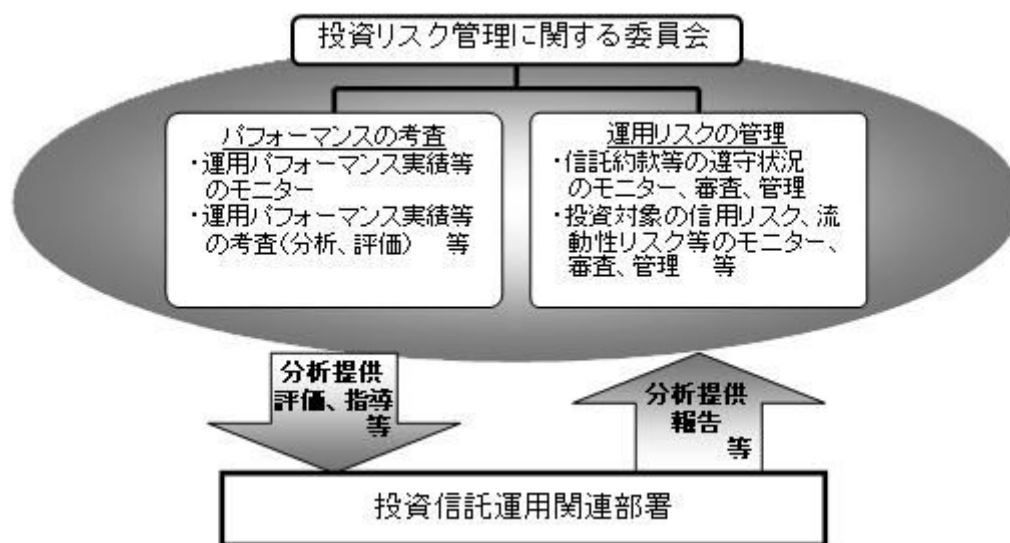 投資リスク管理に関する委員会
パフォーマンスの考査
・運用パフォーマンス実績等
のモニター
・運用パフォーマンス実績等
の考査(分析、評価) 等
運用リスクの管理
・信託約款等の遵守状況
のモニター、審査、管理
・投資対象の信用リスク、流
動性リスク等のモニター、
審査、管理 等
分析提供
評価、指導
等
分析提供
報告
等
投資信託運用関連部署